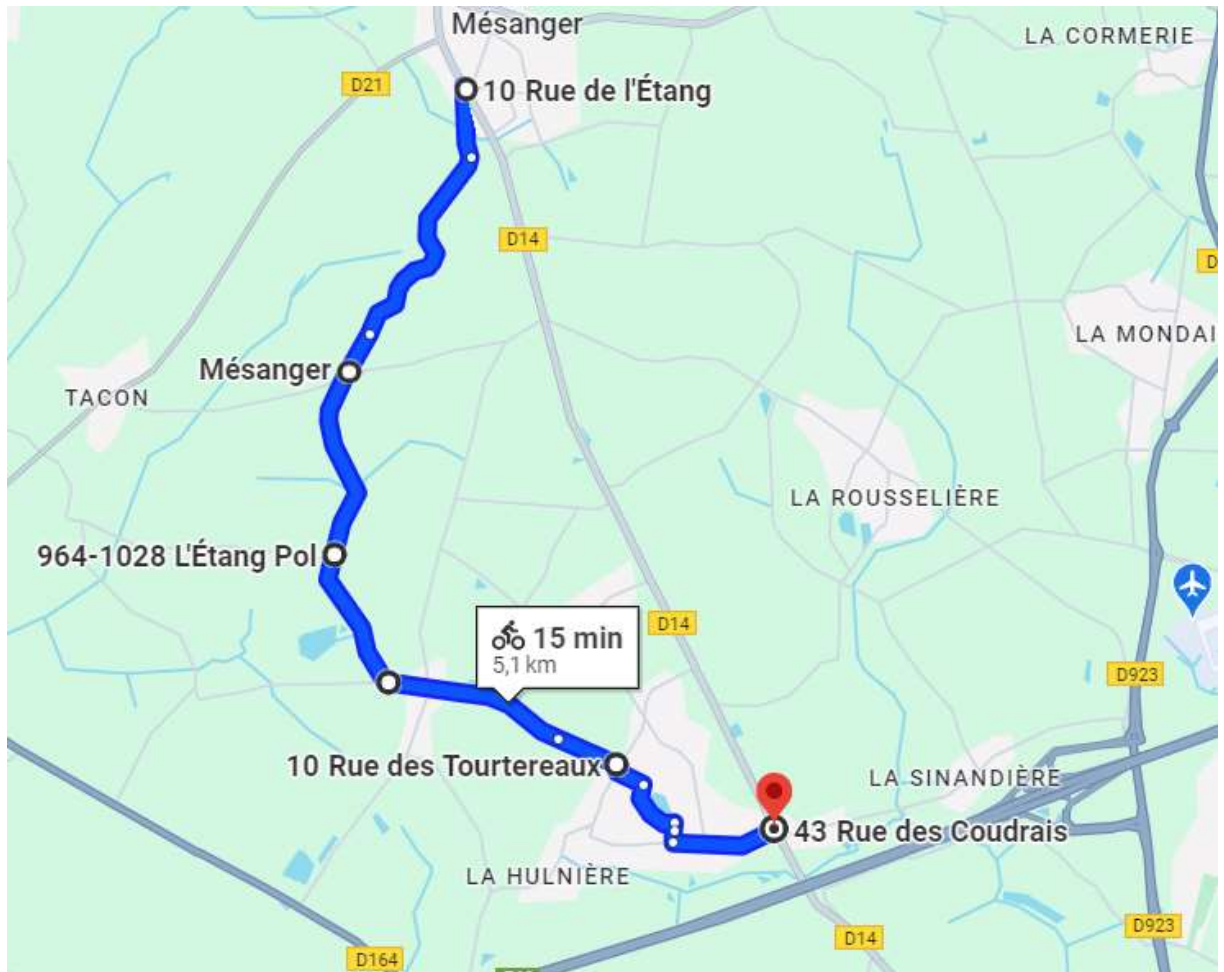 Mésanger
LA CORMERIE
D21
10 Rue de l'Étang
D14
LA MONDAI
Mésanger
TACON
LA ROUSSELIÈRE
964-1028 L'Étang Pol
15 min
5,1 km
D14
D923
10 Rue des Tourtereaux
LA SINANDIÈRE
43 Rue des Coudrais
LA HULNIÈRE
D923
D14
D164